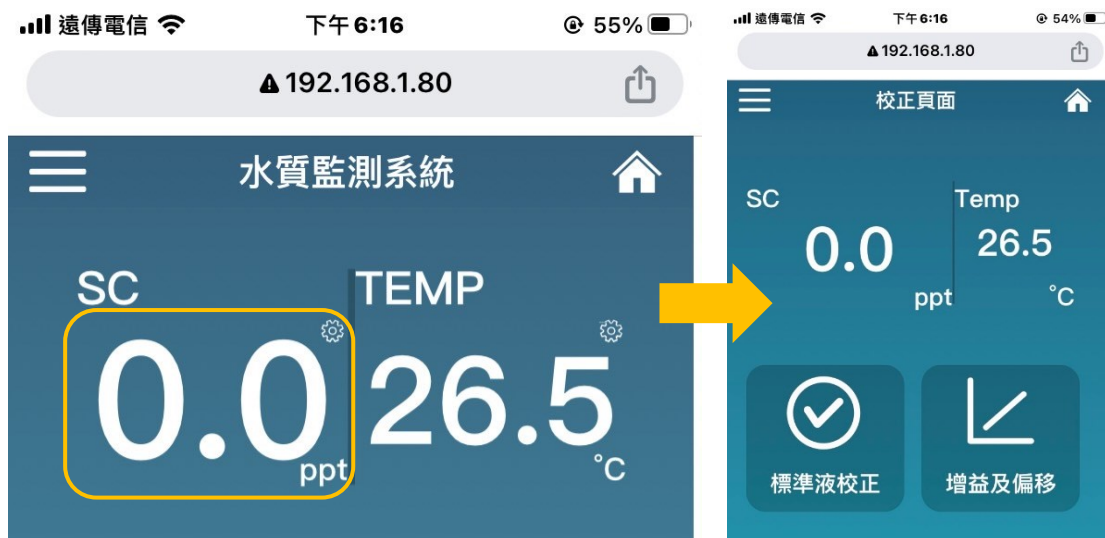 遠傳電信 下午 6:16 55%
192.168.1.80
水質監測系統
SC TEMP
0.0 26.5
ppt °C
遠傳電信 下午 6:16 54%
192.168.1.80
校正頁面
SC Temp
0.0 26.5
ppt °C
標準液校正 增益及偏移